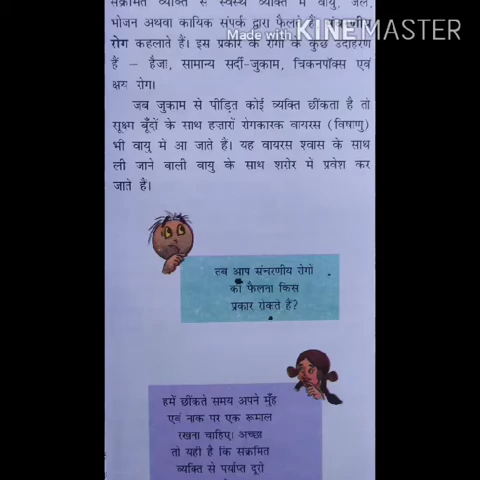 संक्रमित व्यक्ति से स्वस्थ व्यक्ति में वायु, जल,
भोजन अथवा कायिक संपर्क द्वारा फैलते हैं, संचरणीय
Made with KINEMASTER
रोग कहलाते हैं। इस प्रकार के रोगों के कुछ उदाहरण
हैं – हैजा, सामान्य सर्दी-जुकाम, चिकनपॉक्स एवं
क्षय रोग।
जब जुकाम से पीड़ित कोई व्यक्ति छींकता है तो
सूक्ष्म बूँदों के साथ हज़ारों रोगकारक वायरस (विषाणु)
भी वायु में आ जाते हैं। यह वायरस श्वास के साथ
ली जाने वाली वायु के साथ शरीर में प्रवेश कर
जाते हैं।
तब आप संचरणीय रोगों
का फैलना किस
प्रकार रोकते हैं?
हमें छींकते समय अपने मुँह
एवं नाक पर एक रूमाल
रखना चाहिए। अच्छा
तो यही है कि संक्रमित
व्यक्ति से पर्याप्त दूरी